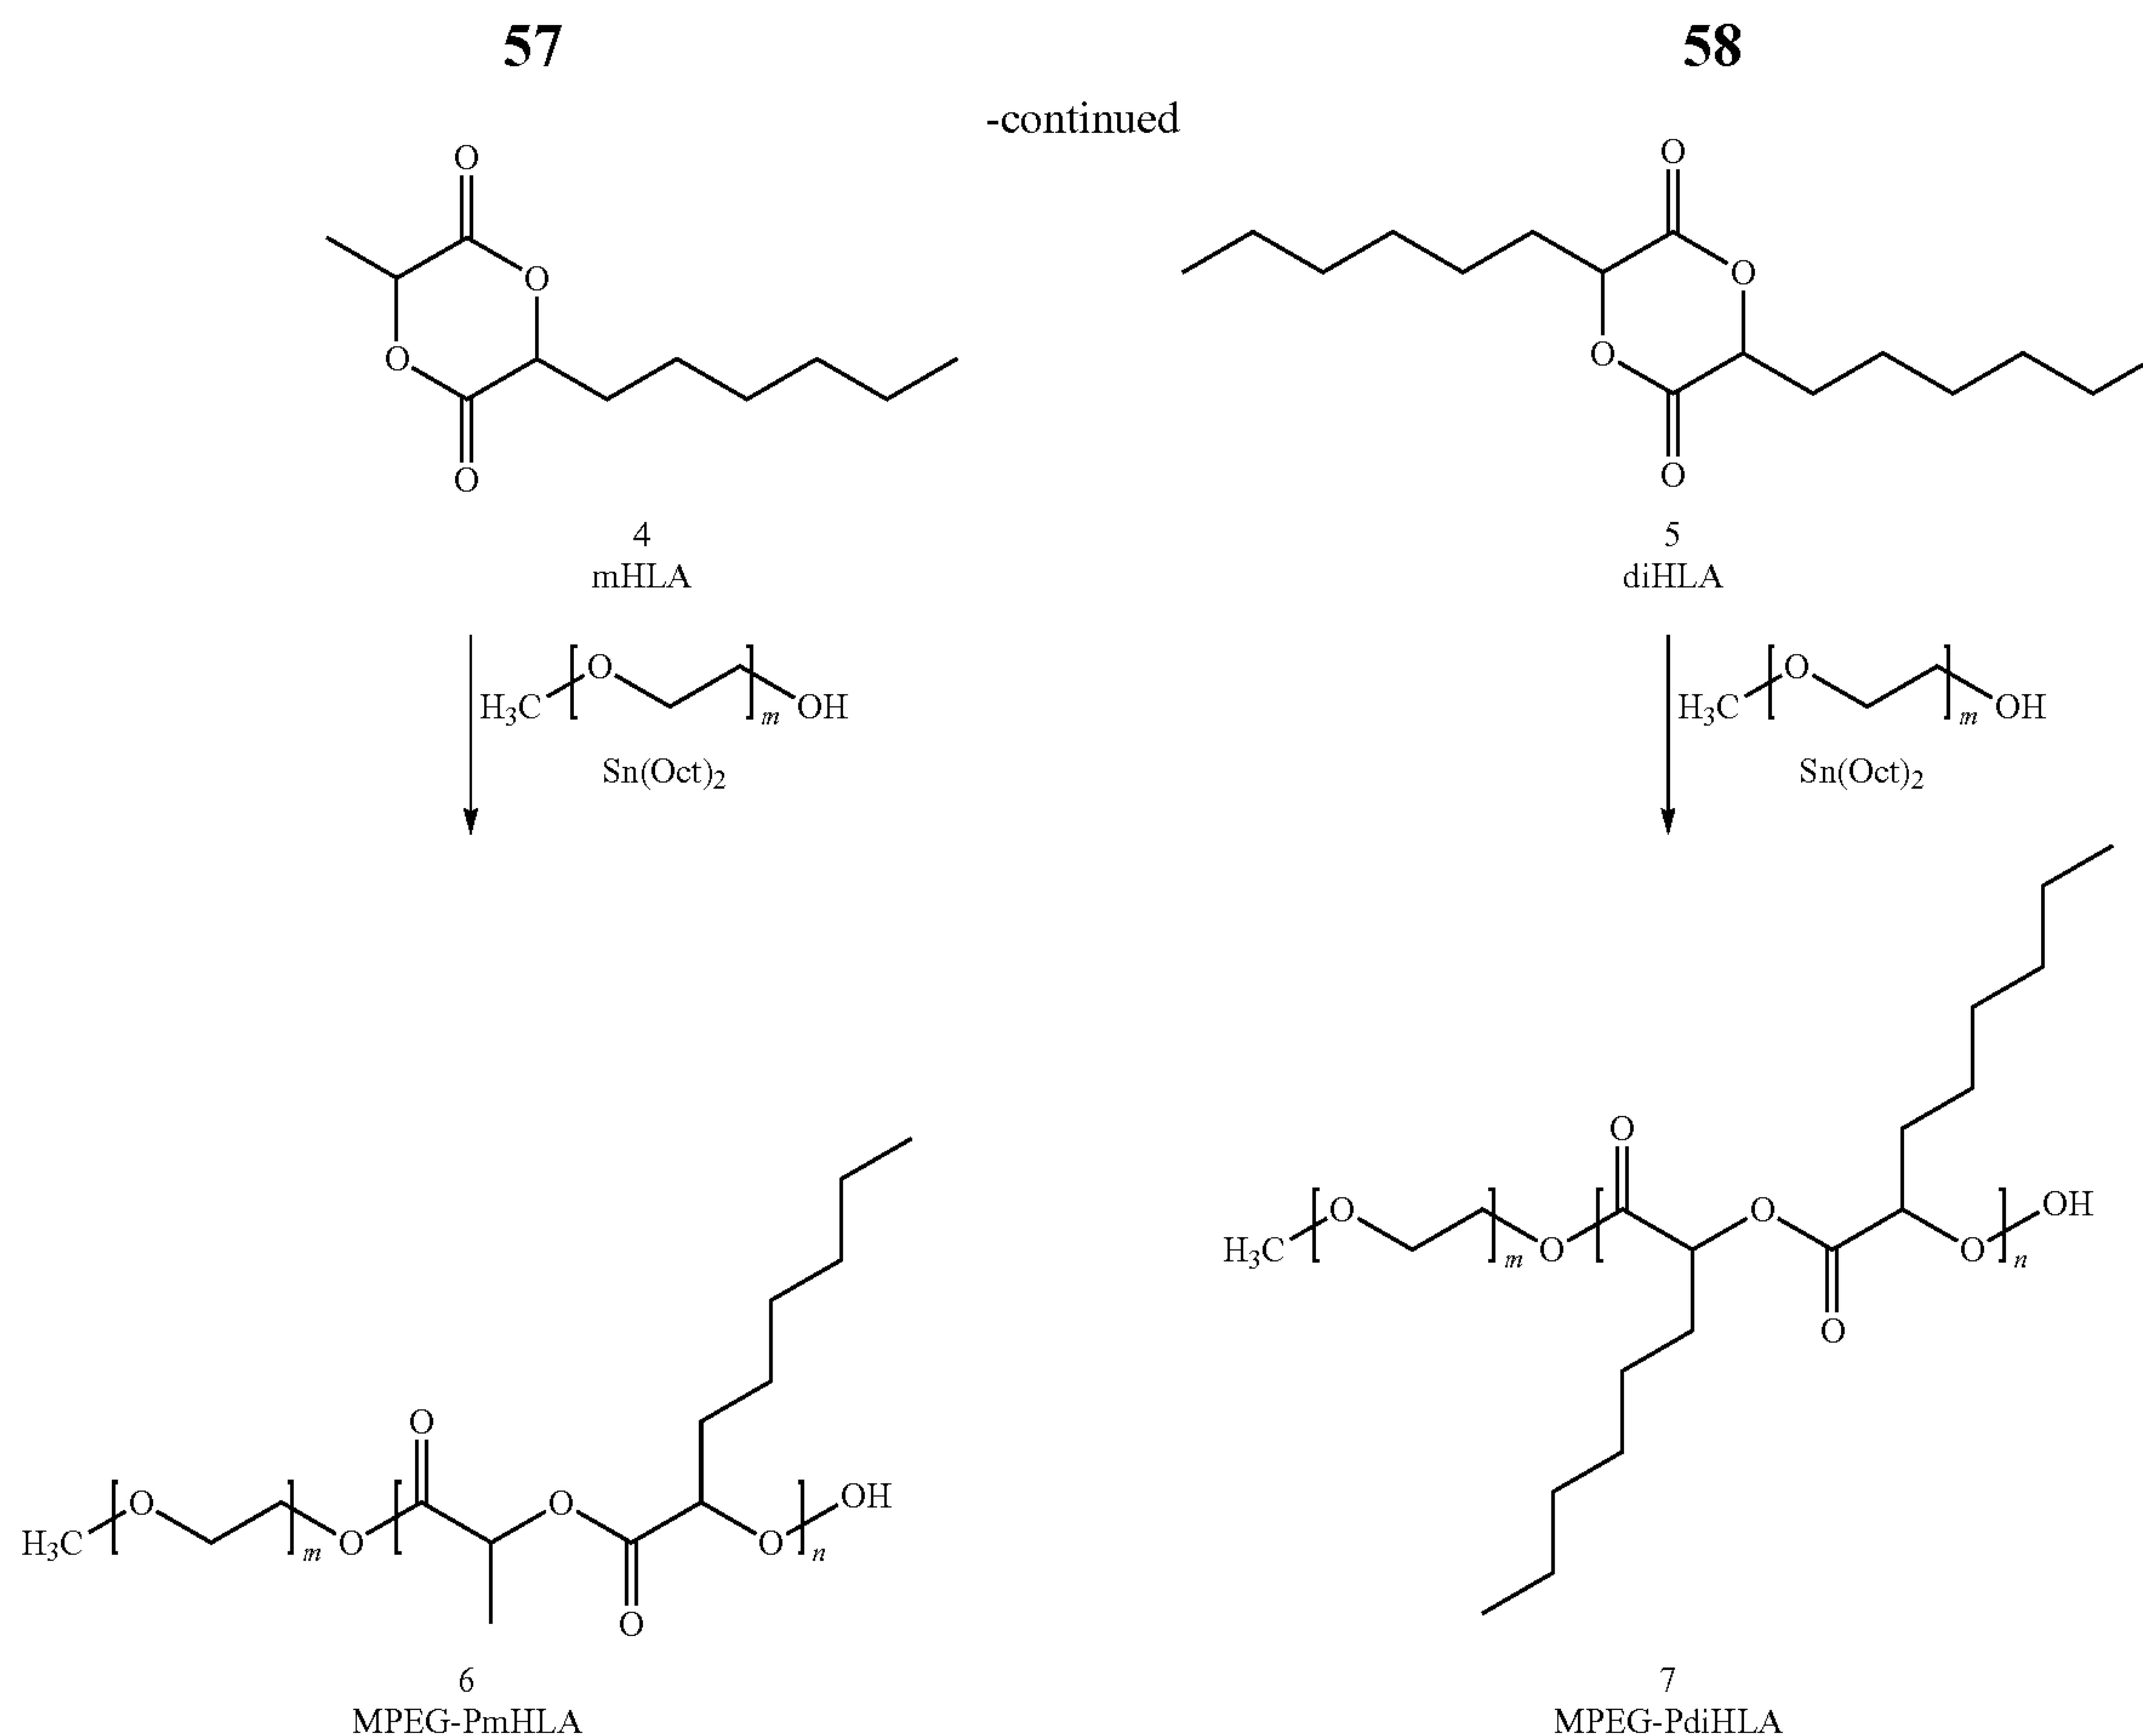 57
58
-continued
O
O
O
O
4
mHLA
O
O
O
O
5
diHLA
H₃C [ O ]m OH
Sn(Oct)₂
H₃C [ O ]m OH
Sn(Oct)₂
O
H₃C [ O ]m O [ O O ]n OH
O
6
MPEG-PmHLA
O
H₃C [ O ]m O [ O O ]n OH
O
7
MPEG-PdiHLA